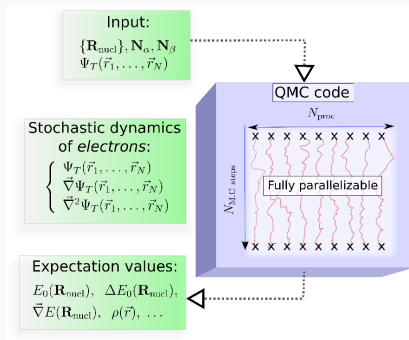 Input:
{R_nucl}, N_α, N_β
Ψ_T(r⃗_1, . . . , r⃗_N)
QMC code
N_proc
x x x x x x x x x
Fully parallelizable
N_M.C steps
x x x x x x x x x
Stochastic dynamics
of electrons:
Ψ_T(r⃗_1, . . . , r⃗_N)
∇⃗Ψ_T(r⃗_1, . . . , r⃗_N)
∇⃗²Ψ_T(r⃗_1, . . . , r⃗_N)
Expectation values:
E_0(R_nucl), ΔE_0(R_nucl),
∇⃗E(R_nucl), ρ(r⃗), . . .